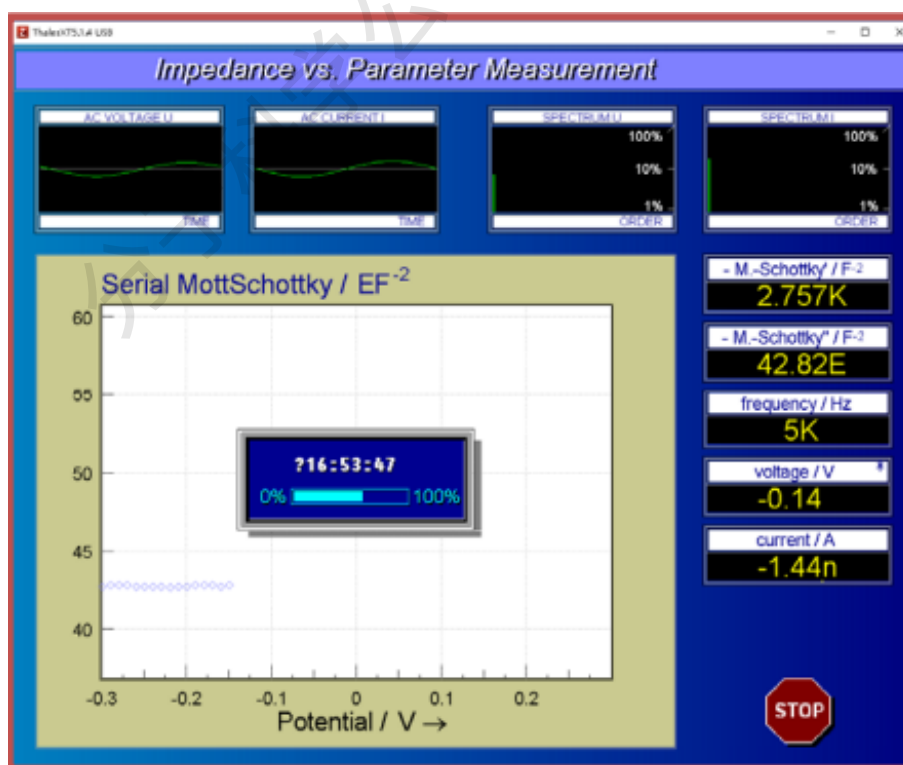 ThalesXT5.1.4 USB
Impedance vs. Parameter Measurement
AC VOLTAGE U
TIME
AC CURRENT I
TIME
SPECTRUM U
100%
10%
1%
ORDER
SPECTRUM I
100%
10%
1%
ORDER
Serial MottSchottky / EF-2
60
55
50
45
40
-0.3 -0.2 -0.1 0 0.1 0.2
Potential / V →
?16:53:47
0% 100%
- M.-Schottky' / F-2
2.757K
- M.-Schottky" / F-2
42.82E
frequency / Hz
5K
voltage / V
-0.14
current / A
-1.44n
STOP